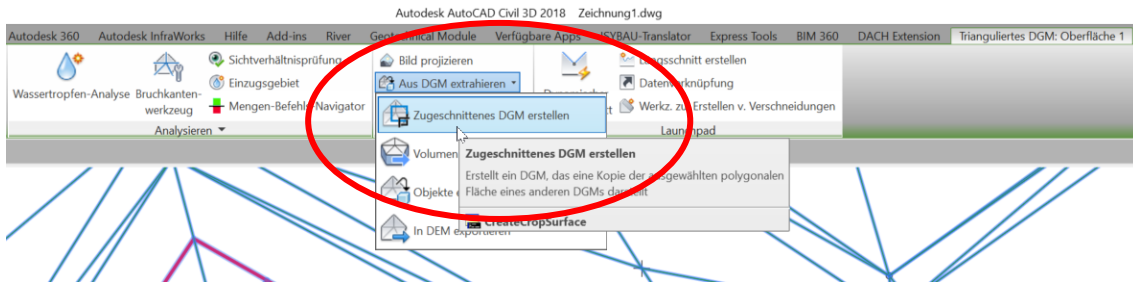 Autodesk AutoCAD Civil 3D 2018 Zeichnung1.dwg
Autodesk 360 Autodesk InfraWorks Hilfe Add-ins River Geotechnical Module Verfügbare Apps ISYBAU-Translator Express Tools BIM 360 DACH Extension Trianguliertes DGM: Oberfläche 1
Wassertropfen-Analyse
Bruchkanten-
werkzeug
Sichtverhältnisprüfung
Einzugsgebiet
Mengen-Befehls Navigator
Analysieren
Bild projizieren
Aus DGM extrahieren
Längsschnitt erstellen
Datenverknüpfung
Werkz. zu Erstellen v. Verschneidungen
Launchpad
Zugeschnittenes DGM erstellen
Volumen
Objekte
In DEM exportieren
Zugeschnittenes DGM erstellen
Erstellt ein DGM, das eine Kopie der ausgewählten polygonalen
Fläche eines anderen DGMs darstellt
CreateCropSurface